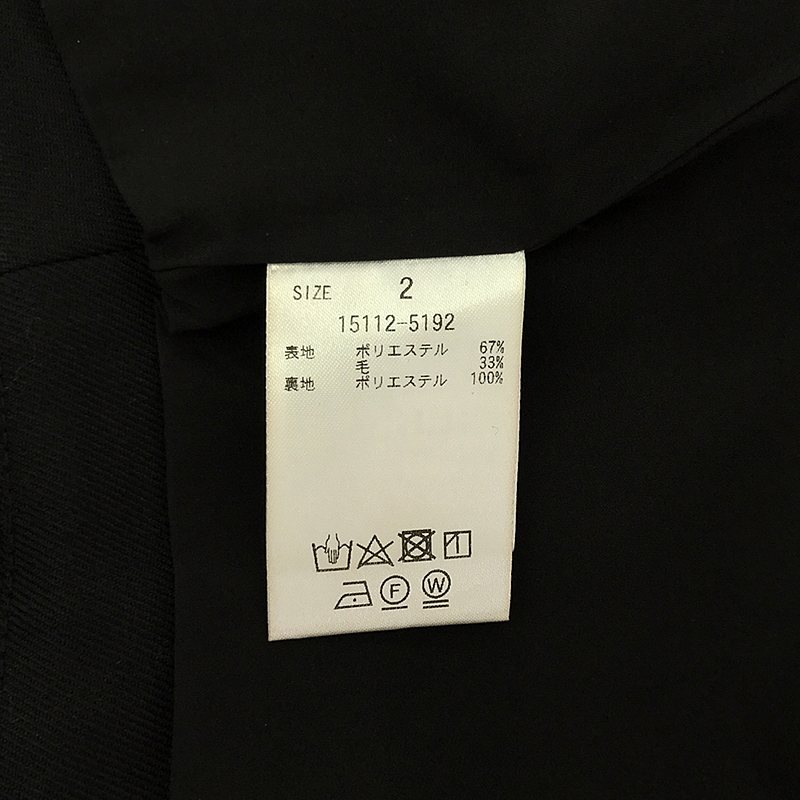 SIZE 2
15112-5192
表地 ポリエステル 67%
毛 33%
裏地 ポリエステル 100%
F W